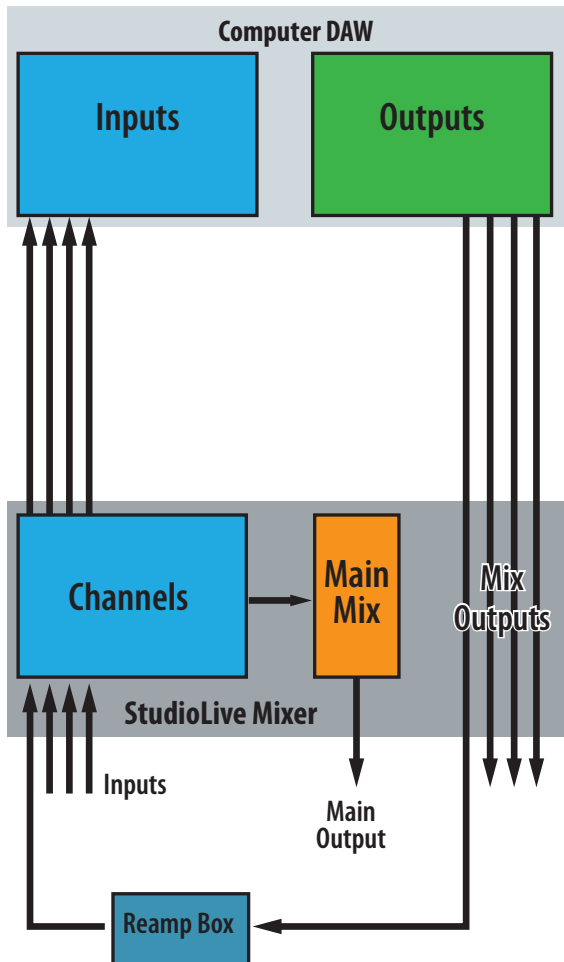 Computer DAW
Inputs
Outputs
Channels
Main
Mix
Mix
Outputs
StudioLive Mixer
Inputs
Main
Output
Reamp Box